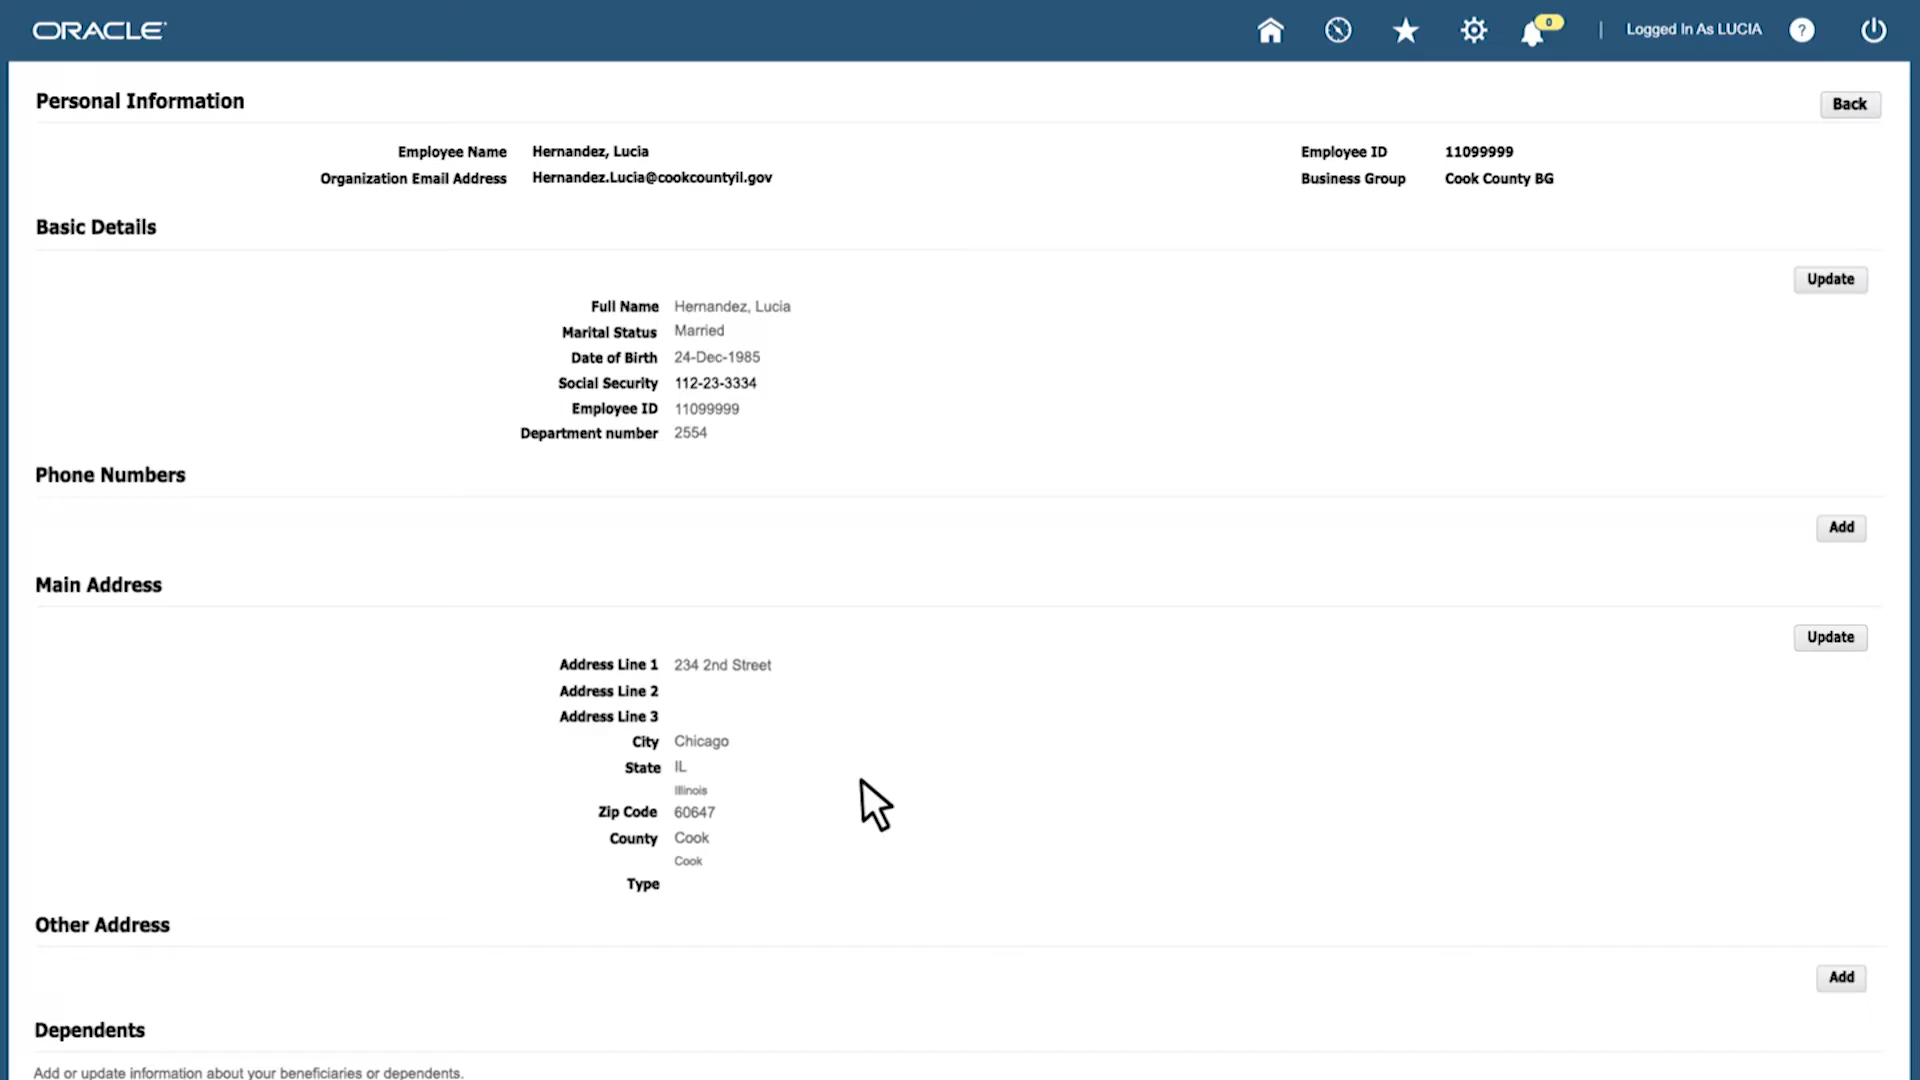 ORACLE
0
Logged In As LUCIA
?
Personal Information
Back
Employee Name Hernandez, Lucia
Employee ID 11099999
Organization Email Address Hernandez.Lucia@cookcountyil.gov
Business Group Cook County BG
Basic Details
Update
Full Name Hernandez, Lucia
Marital Status Married
Date of Birth 24-Dec-1985
Social Security 112-23-3334
Employee ID 11099999
Department number 2554
Phone Numbers
Add
Main Address
Update
Address Line 1 234 2nd Street
Address Line 2
Address Line 3
City Chicago
State IL
Illinois
Zip Code 60647
County Cook
Cook
Type
Other Address
Add
Dependents
Add or update information about your beneficiaries or dependents.